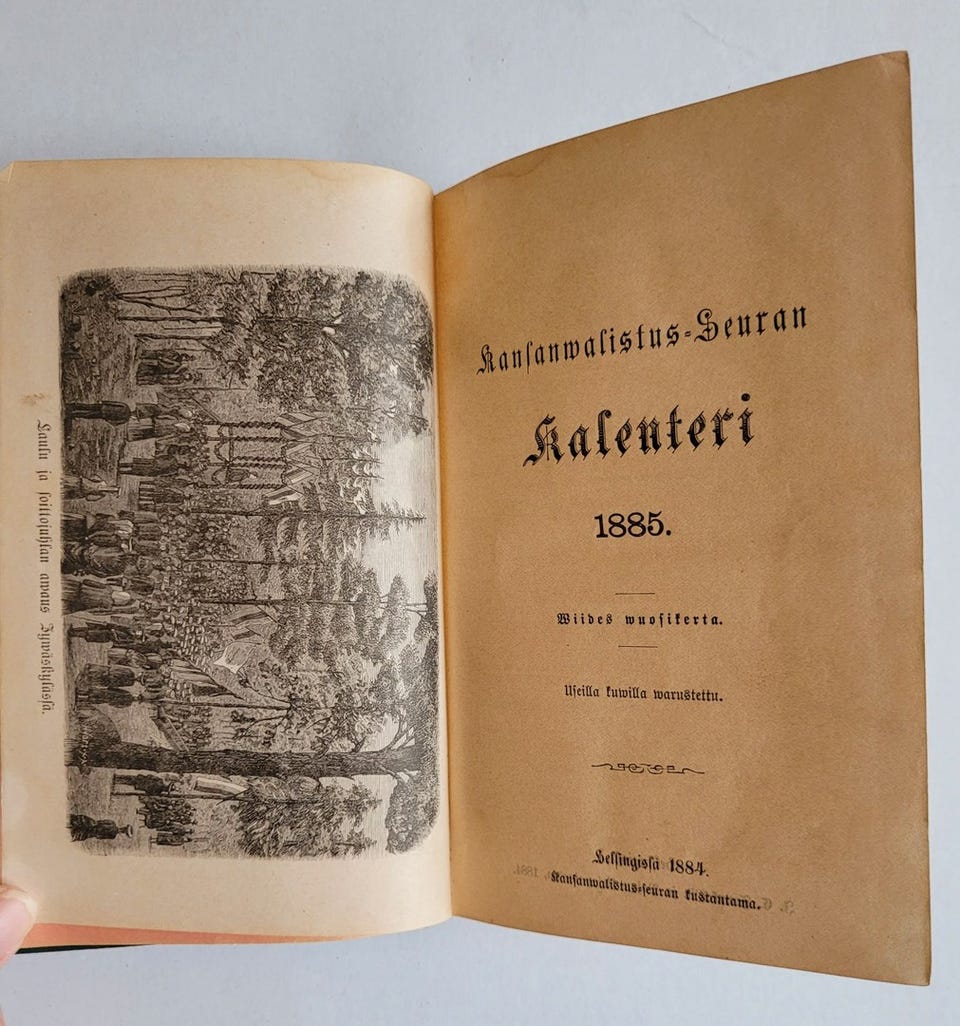 Laulu ja soittojuhlan awaus Jywäskylässä.
Kansanwalistus-Seuran
Kalenteri
1885.
Wiides wuosikerta.
Useilla kuwilla warustettu.
Helsingissä 1884.
Kansanwalistus-seuran kustantama.